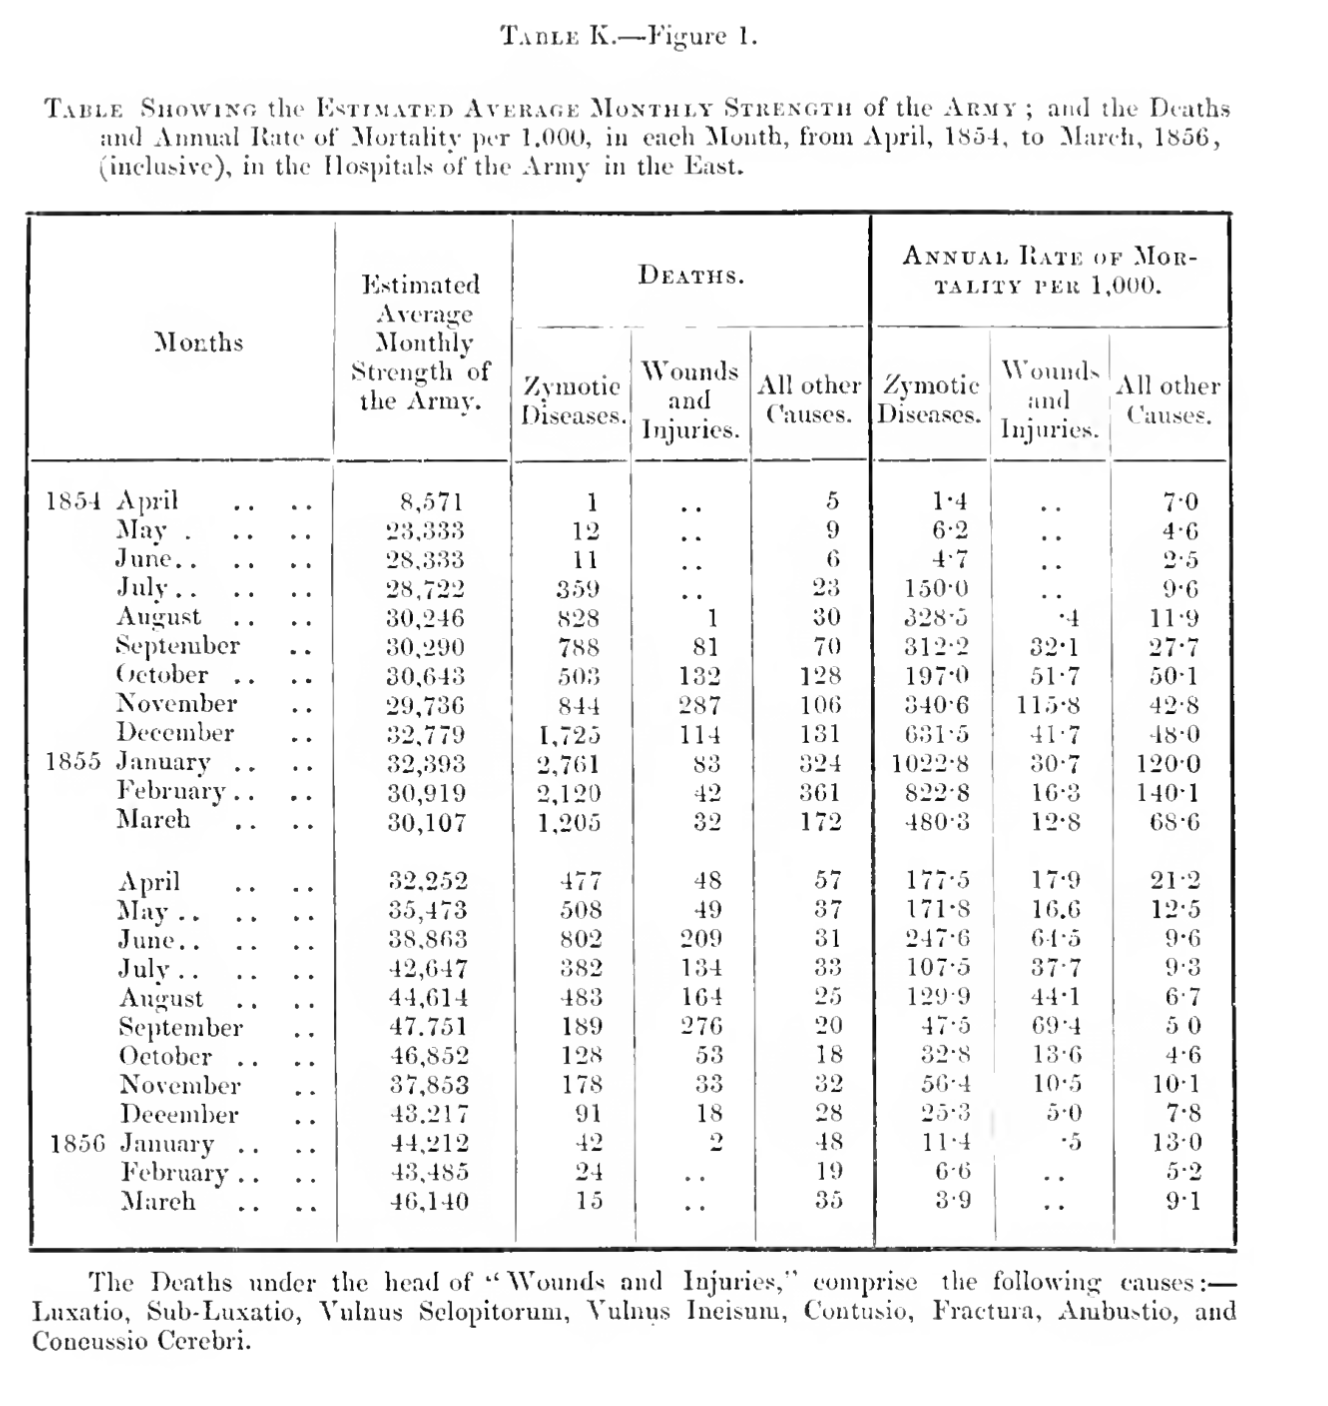 TABLE K.—Figure 1.
TABLE SHOWING the ESTIMATED AVERAGE MONTHLY STRENGTH of the ARMY; and the Deaths
and Annual Rate of Mortality per 1,000, in each Month, from April, 1854, to March, 1856,
(inclusive), in the Hospitals of the Army in the East.
Months
Estimated
Average
Monthly
Strength of
the Army.
DEATHS.
Zymotic
Diseases.
Wounds
and
Injuries.
All other
Causes.
ANNUAL RATE OF MOR-
TALITY PER 1,000.
Zymotic
Diseases.
Wounds
and
Injuries.
All other
Causes.
1854 April .. .. 8,571 1 .. 5 1·4 .. 7·0
May . .. .. 23,333 12 .. 9 6·2 .. 4·6
June.. .. .. 28,333 11 .. 6 4·7 .. 2·5
July.. .. .. 28,722 359 .. 23 150·0 .. 9·6
August .. .. 30,246 828 1 30 328·5 ·4 11·9
September .. 30,290 788 81 70 312·2 32·1 27·7
October .. .. 30,643 503 132 128 197·0 51·7 50·1
November .. 29,736 844 287 106 340·6 115·8 42·8
December .. 32,779 1,725 114 131 631·5 41·7 48·0
1855 January .. .. 32,393 2,761 83 324 1022·8 30·7 120·0
February.. .. 30,919 2,120 42 361 822·8 16·3 140·1
March .. .. 30,107 1,205 32 172 480·3 12·8 68·6
April .. .. 32,252 477 48 57 177·5 17·9 21·2
May.. .. .. 35,473 508 49 37 171·8 16.6 12·5
June.. .. .. 38,863 802 209 31 247·6 64·5 9·6
July.. .. .. 42,647 382 134 33 107·5 37·7 9·3
August .. .. 44,614 483 164 25 129·9 44·1 6·7
September .. 47.751 189 276 20 47·5 69·4 5 0
October .. .. 46,852 128 53 18 32·8 13·6 4·6
November .. 37,853 178 33 32 56·4 10·5 10·1
December .. 43.217 91 18 28 25·3 5·0 7·8
1856 January .. .. 44,212 42 2 48 11·4 ·5 13·0
February.. .. 43,485 24 .. 19 6·6 .. 5·2
March .. .. 46,140 15 .. 35 3·9 .. 9·1
The Deaths under the head of "Wounds and Injuries," comprise the following causes:—
Luxatio, Sub-Luxatio, Vulnus Sclopitorum, Vulnus Incisum, Contusio, Fractura, Ambustio, and
Concussio Cerebri.